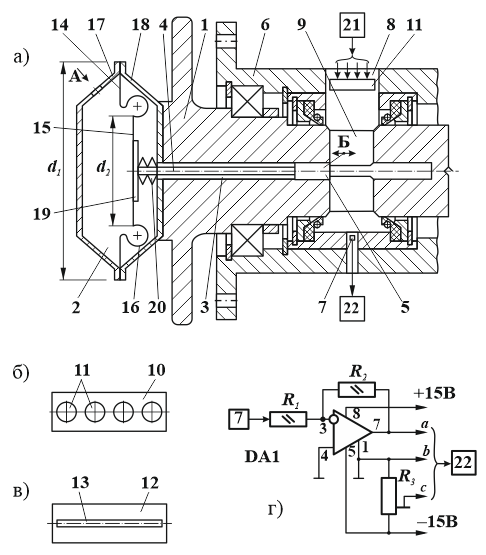 14 17 18 4 1 6 9 21 8 11
а)
А
Б
15
d1 d2
19
2 16 20 3 7 5
22
б)
11 10
R2
+15В
7 R1 8
3 7 a
DA1 4 5 1 b 22
в)
13 12
R3
c
г)
–15В